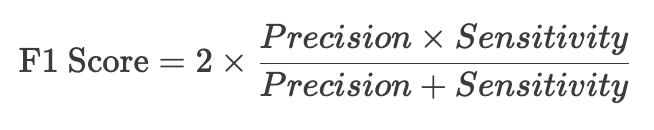 F1 Score = 2 × Precision × Sensitivity / Precision + Sensitivity